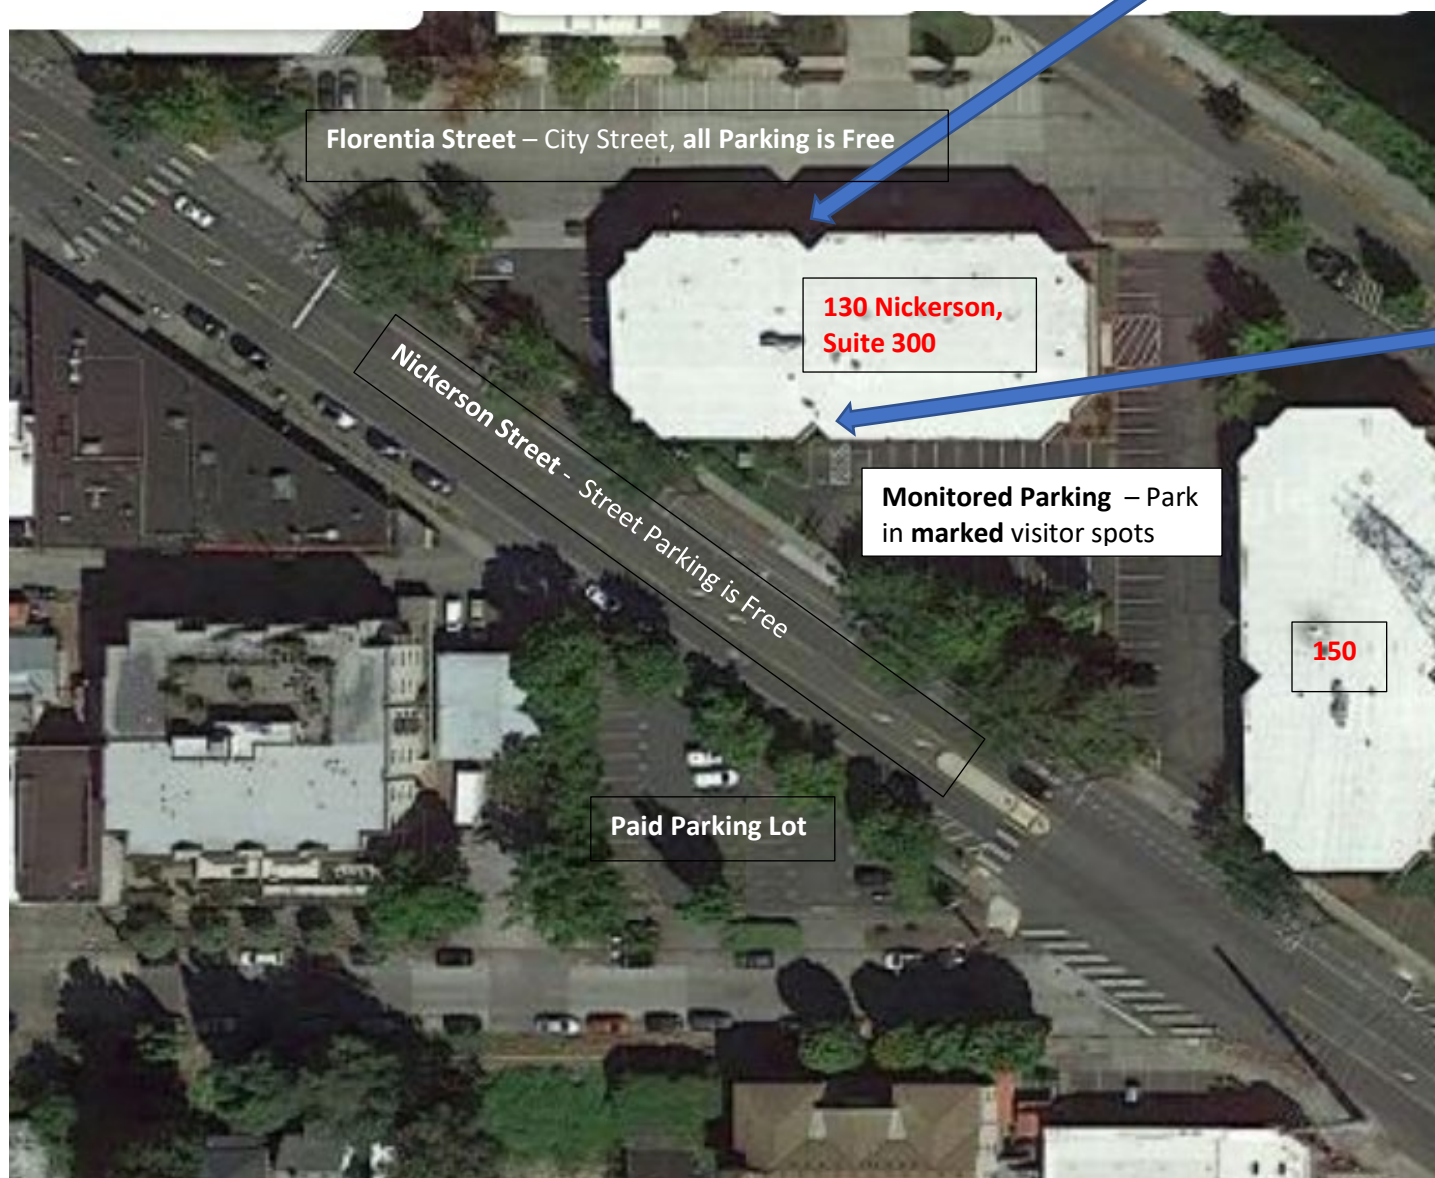 Florentia Street – City Street, all Parking is Free
130 Nickerson,
Suite 300
Nickerson Street - Street Parking is Free
Monitored Parking – Park
in marked visitor spots
150
Paid Parking Lot